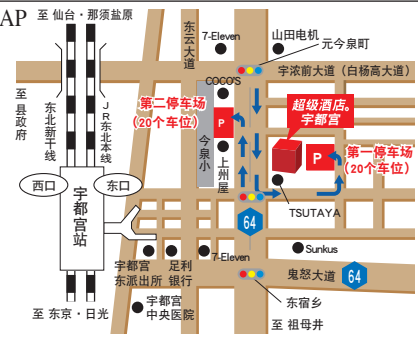 AP
至 仙台・那须盐原
东云大道
7-Eleven
山田电机
元今泉町
宇浓前大道（白杨高大道）
COCO'S
至 县政府
东北新干线
JR东北本线
第二停车场
(20个车位)
P
今泉小
上州屋
超级酒店。
宇都宫
P
第一停车场
(20个车位)
西口
东口
宇都宫站
TSUTAYA
64
宇都宫
东派出所
足利
银行
7-Eleven
Sunkus
鬼怒大道
64
宇都宫
中央医院
东宿乡
至 东京・日光
至 祖母井